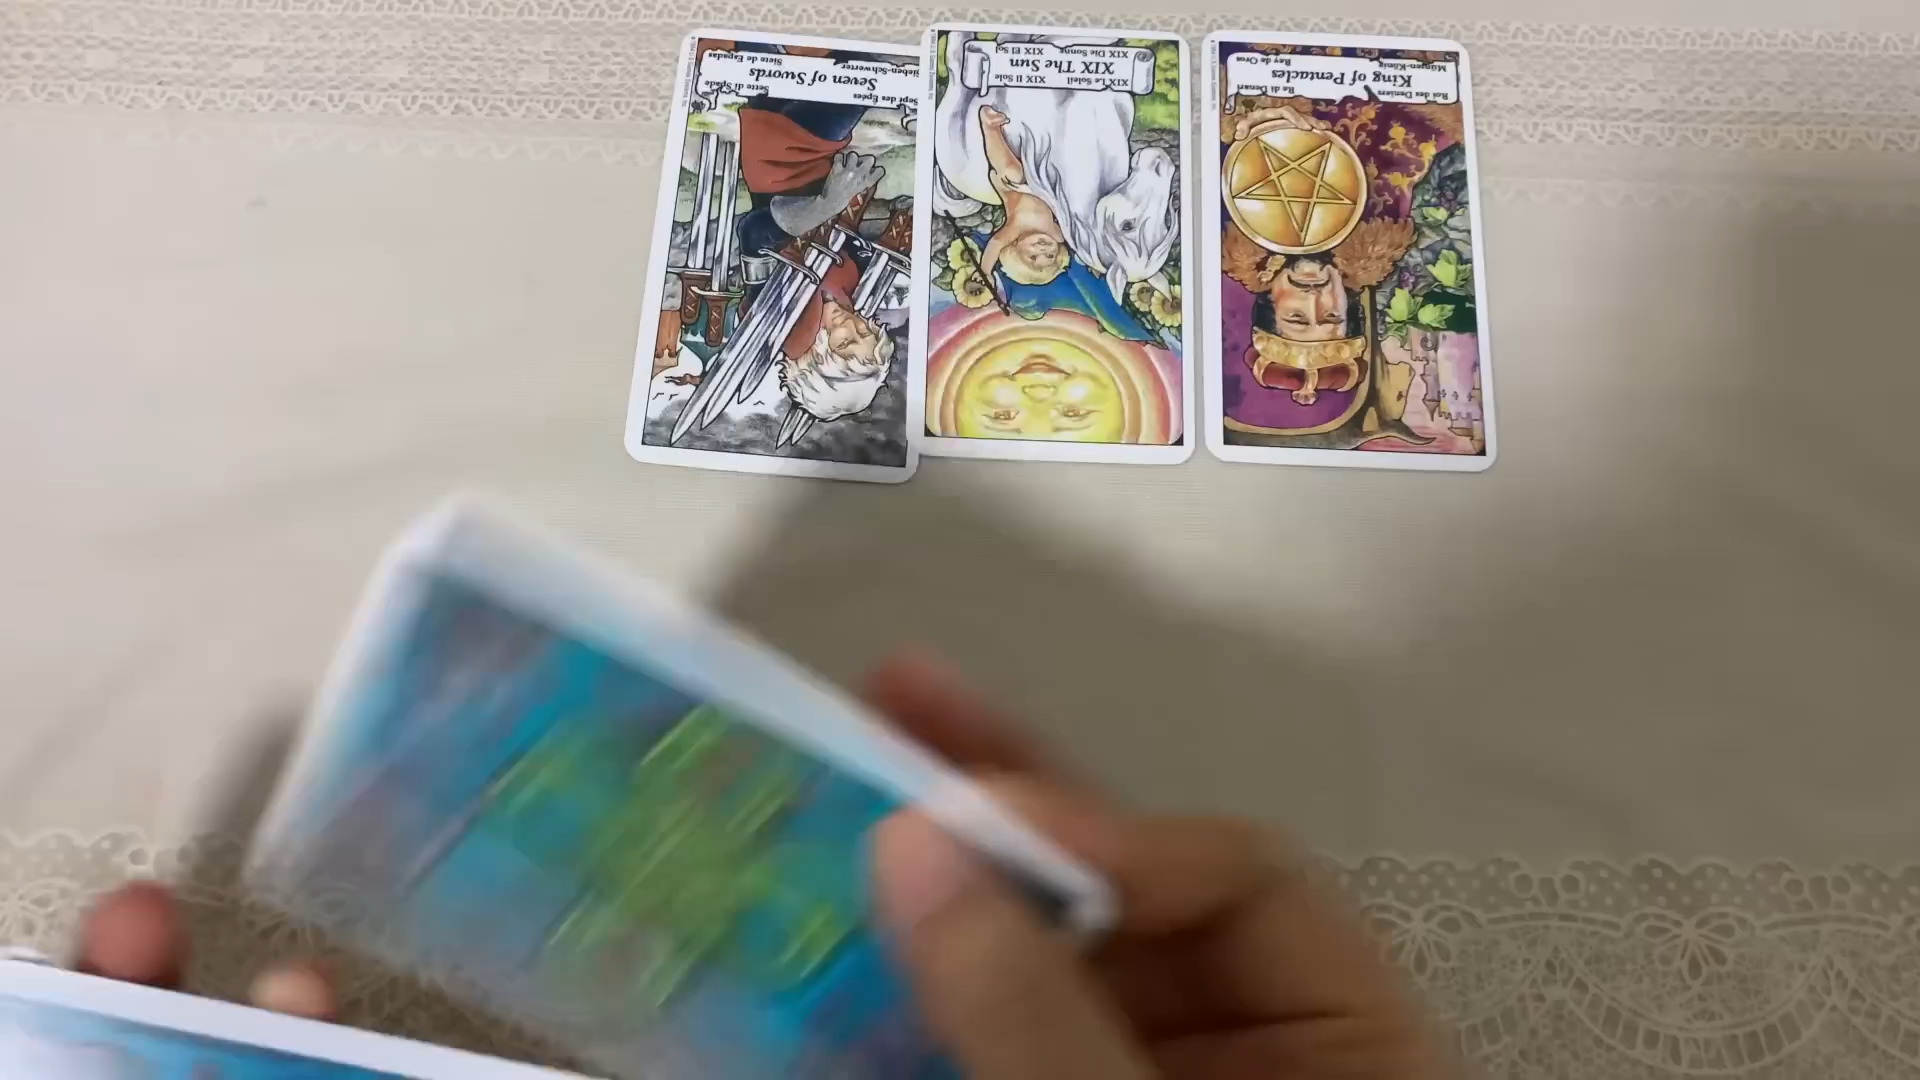 Siete de Espadas
Sieben-Schwerter
Seven of Swords
Sette di Spade
Sept des Épées
XIX El Sol
XIX Die Sonne
XIX The Sun
XIX Il Sole
XIX Le Soleil
Rey de Oros
Münzen-König
King of Pentacles
Re di Denari
Roi des Deniers